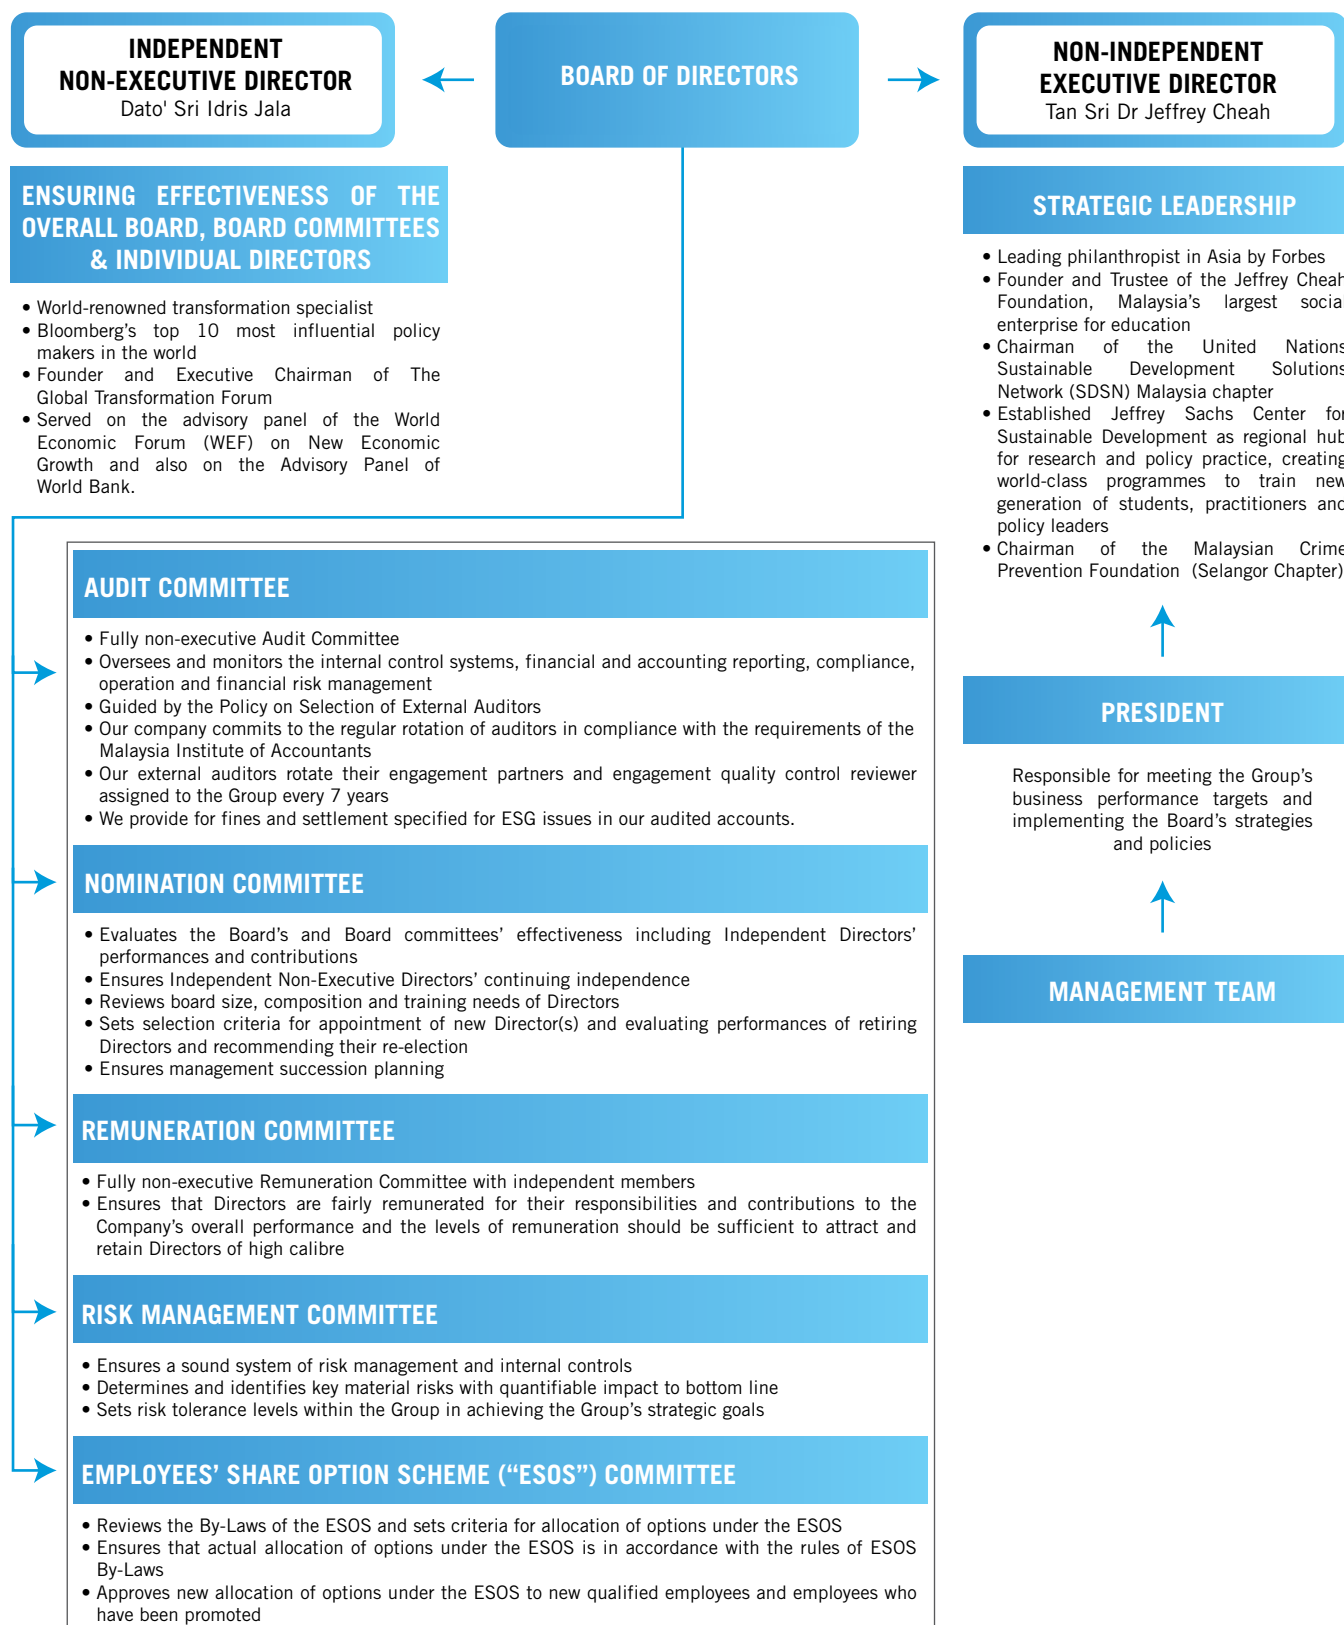 INDEPENDENT
NON-EXECUTIVE DIRECTOR
Dato' Sri Idris Jala
BOARD OF DIRECTORS
NON-INDEPENDENT
EXECUTIVE DIRECTOR
Tan Sri Dr Jeffrey Cheah
ENSURING EFFECTIVENESS OF THE
OVERALL BOARD, BOARD COMMITTEES
& INDIVIDUAL DIRECTORS
• World-renowned transformation specialist
• Bloomberg's top 10 most influential policy
makers in the world
• Founder and Executive Chairman of The
Global Transformation Forum
• Served on the advisory panel of the World
Economic Forum (WEF) on New Economic
Growth and also on the Advisory Panel of
World Bank.
STRATEGIC LEADERSHIP
• Leading philanthropist in Asia by Forbes
• Founder and Trustee of the Jeffrey Cheah
Foundation, Malaysia's largest social
enterprise for education
• Chairman of the United Nations
Sustainable Development Solutions
Network (SDSN) Malaysia chapter
• Established Jeffrey Sachs Center for
Sustainable Development as regional hub
for research and policy practice, creating
world-class programmes to train new
generation of students, practitioners and
policy leaders
• Chairman of the Malaysian Crime
Prevention Foundation (Selangor Chapter)
PRESIDENT
Responsible for meeting the Group's
business performance targets and
implementing the Board's strategies
and policies
MANAGEMENT TEAM
AUDIT COMMITTEE
• Fully non-executive Audit Committee
• Oversees and monitors the internal control systems, financial and accounting reporting, compliance,
operation and financial risk management
• Guided by the Policy on Selection of External Auditors
• Our company commits to the regular rotation of auditors in compliance with the requirements of the
Malaysia Institute of Accountants
• Our external auditors rotate their engagement partners and engagement quality control reviewer
assigned to the Group every 7 years
• We provide for fines and settlement specified for ESG issues in our audited accounts.
NOMINATION COMMITTEE
• Evaluates the Board's and Board committees' effectiveness including Independent Directors'
performances and contributions
• Ensures Independent Non-Executive Directors' continuing independence
• Reviews board size, composition and training needs of Directors
• Sets selection criteria for appointment of new Director(s) and evaluating performances of retiring
Directors and recommending their re-election
• Ensures management succession planning
REMUNERATION COMMITTEE
• Fully non-executive Remuneration Committee with independent members
• Ensures that Directors are fairly remunerated for their responsibilities and contributions to the
Company's overall performance and the levels of remuneration should be sufficient to attract and
retain Directors of high calibre
RISK MANAGEMENT COMMITTEE
• Ensures a sound system of risk management and internal controls
• Determines and identifies key material risks with quantifiable impact to bottom line
• Sets risk tolerance levels within the Group in achieving the Group's strategic goals
EMPLOYEES' SHARE OPTION SCHEME (“ESOS”) COMMITTEE
• Reviews the By-Laws of the ESOS and sets criteria for allocation of options under the ESOS
• Ensures that actual allocation of options under the ESOS is in accordance with the rules of ESOS
By-Laws
• Approves new allocation of options under the ESOS to new qualified employees and employees who
have been promoted